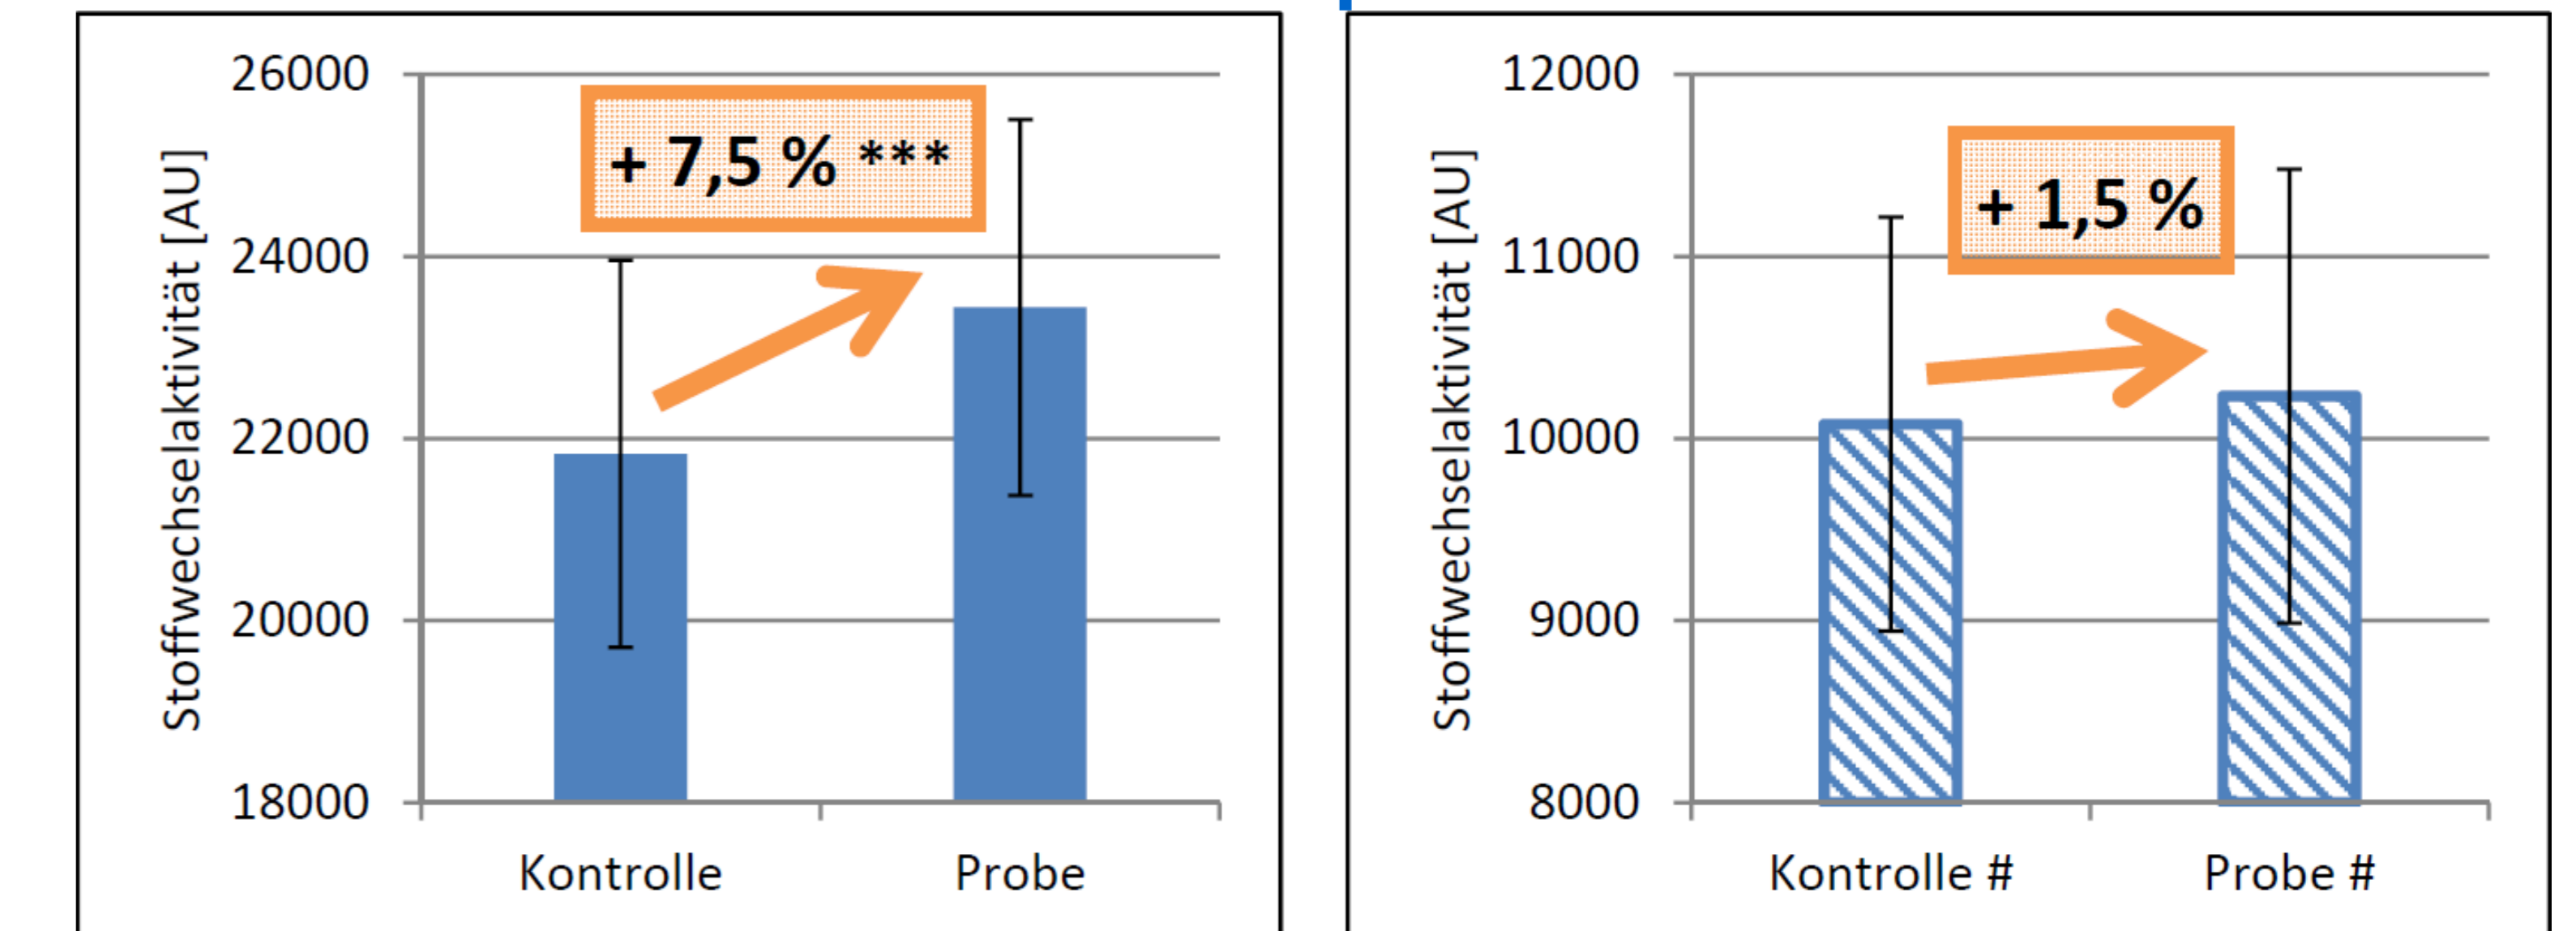 26000
24000
22000
20000
18000
Stoffwechselaktivität [AU]
+ 7,5 % ***
Kontrolle
Probe
12000
11000
10000
9000
8000
Stoffwechselaktivität [AU]
+ 1,5 %
Kontrolle #
Probe #